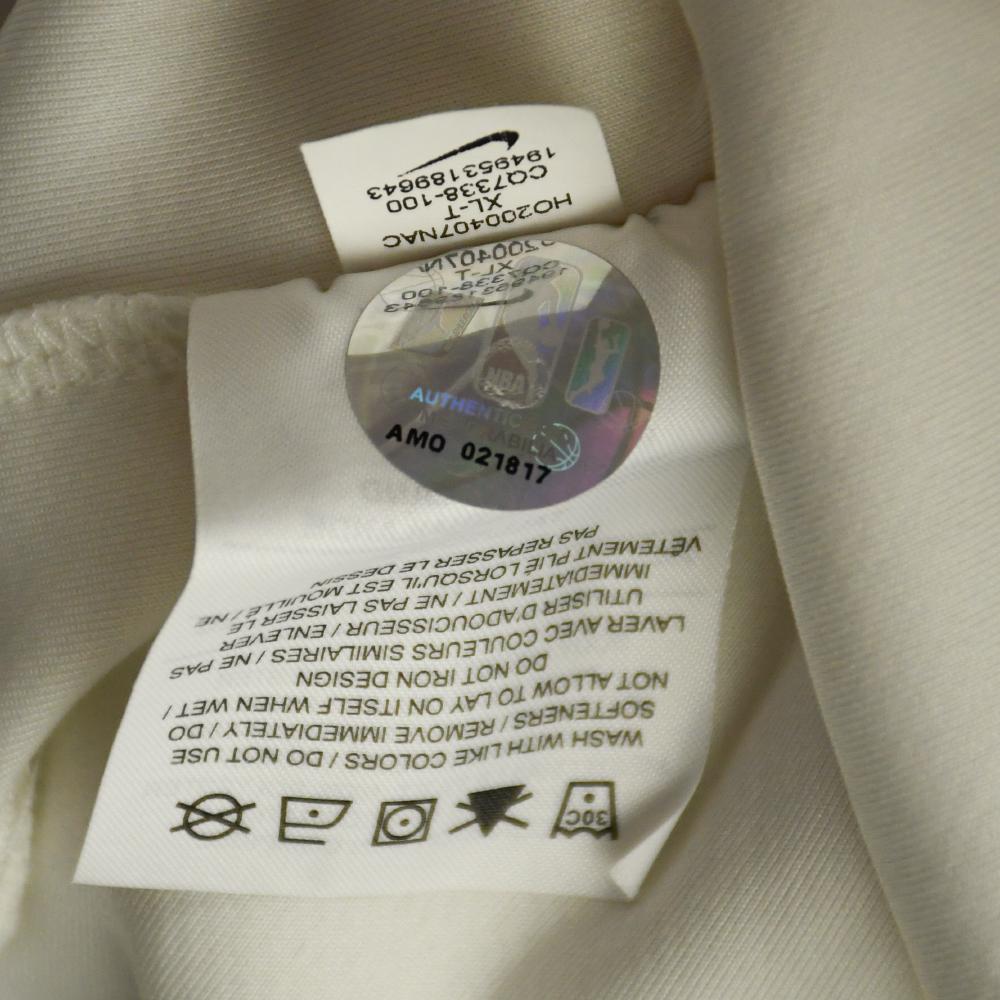 HO200407NAC
XL-T
CQ7338-100
194953189643
NBA
AUTHENTIC
MEMORABILIA
AMO 021817
30C
WASH WITH LIKE COLORS / DO NOT USE
SOFTENERS / REMOVE IMMEDIATELY / DO
NOT ALLOW TO LAY ON ITSELF WHEN WET /
DO NOT IRON DESIGN
LAVER AVEC COULEURS SIMILAIRES / NE PAS
UTILISER D'ADOUCISSEUR / ENLEVER
IMMÉDIATEMENT / NE PAS LAISSER LE
VÊTEMENT PLIÉ LORSQU'IL EST MOUILLÉ / NE
PAS REPASSER LE DESSIN